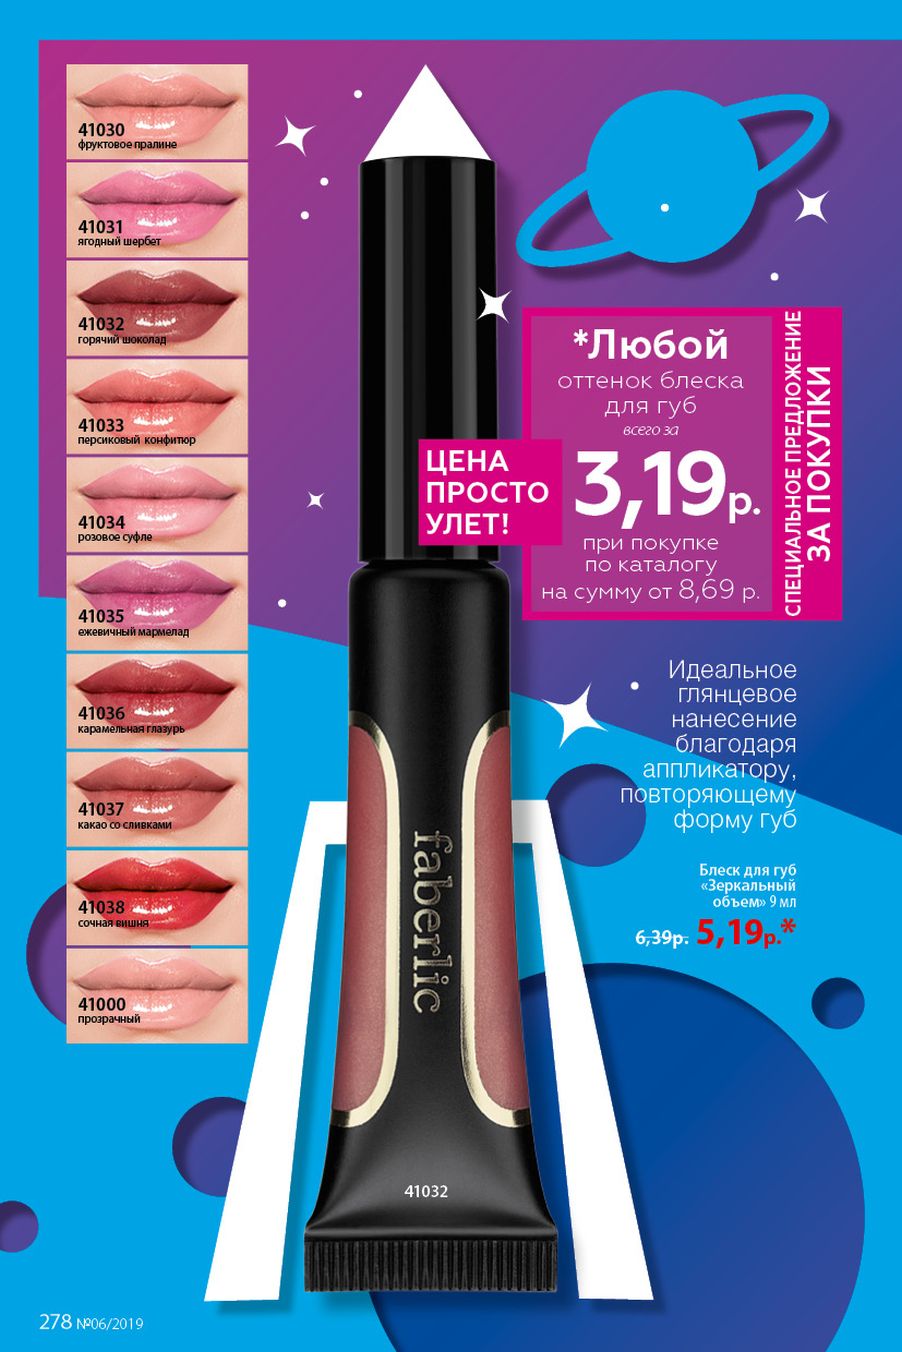 41030
фруктовое пралине
41031
ягодный шербет
41032
горячий шоколад
41033
персиковый конфитюр
41034
розовое суфле
41035
ежевичный мармелад
41036
карамельная глазурь
41037
какао со сливками
41038
сочная вишня
41000
прозрачный
*Любой
оттенок блеска
для губ
всего за
3,19р.
при покупке
по каталогу
на сумму от 8,69 р.
СПЕЦИАЛЬНОЕ ПРЕДЛОЖЕНИЕ
ЗА ПОКУПКИ
ЦЕНА
ПРОСТО
УЛЕТ!
Идеальное
глянцевое
нанесение
благодаря
аппликатору,
повторяющему
форму губ
Блеск для губ
«Зеркальный
объем» 9 мл
6,39р. 5,19р.*
faberlic
41032
278 №06/2019